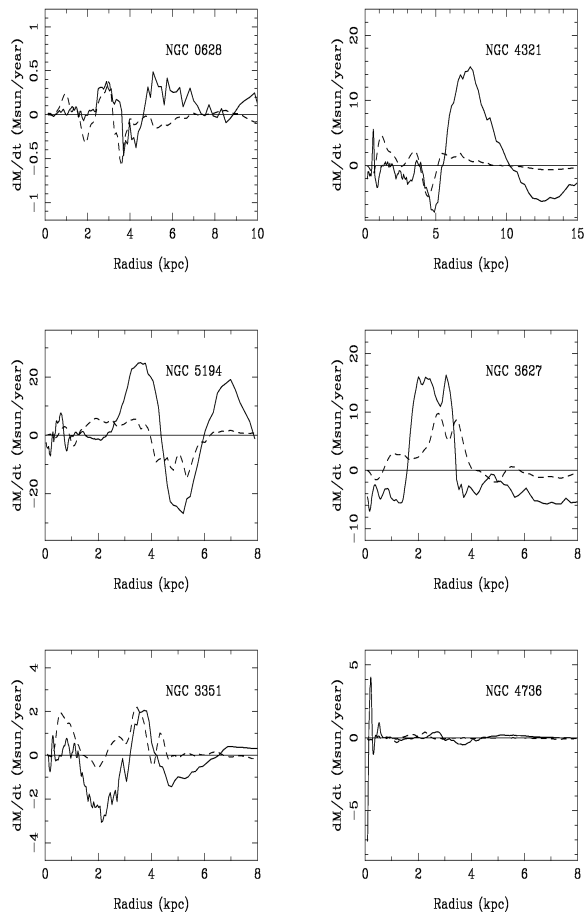 NGC 0628
dM/dt (Msun/year)
1
0.5
0
−0.5
−1
0 2 4 6 8 10
Radius (kpc)
NGC 4321
dM/dt (Msun/year)
20
10
0
0 5 10 15
Radius (kpc)
NGC 5194
dM/dt (Msun/year)
20
0
−20
0 2 4 6 8
Radius (kpc)
NGC 3627
dM/dt (Msun/year)
20
10
0
−10
0 2 4 6 8
Radius (kpc)
NGC 3351
dM/dt (Msun/year)
4
2
0
−2
−4
0 2 4 6 8
Radius (kpc)
NGC 4736
dM/dt (Msun/year)
5
0
−5
0 2 4 6 8
Radius (kpc)